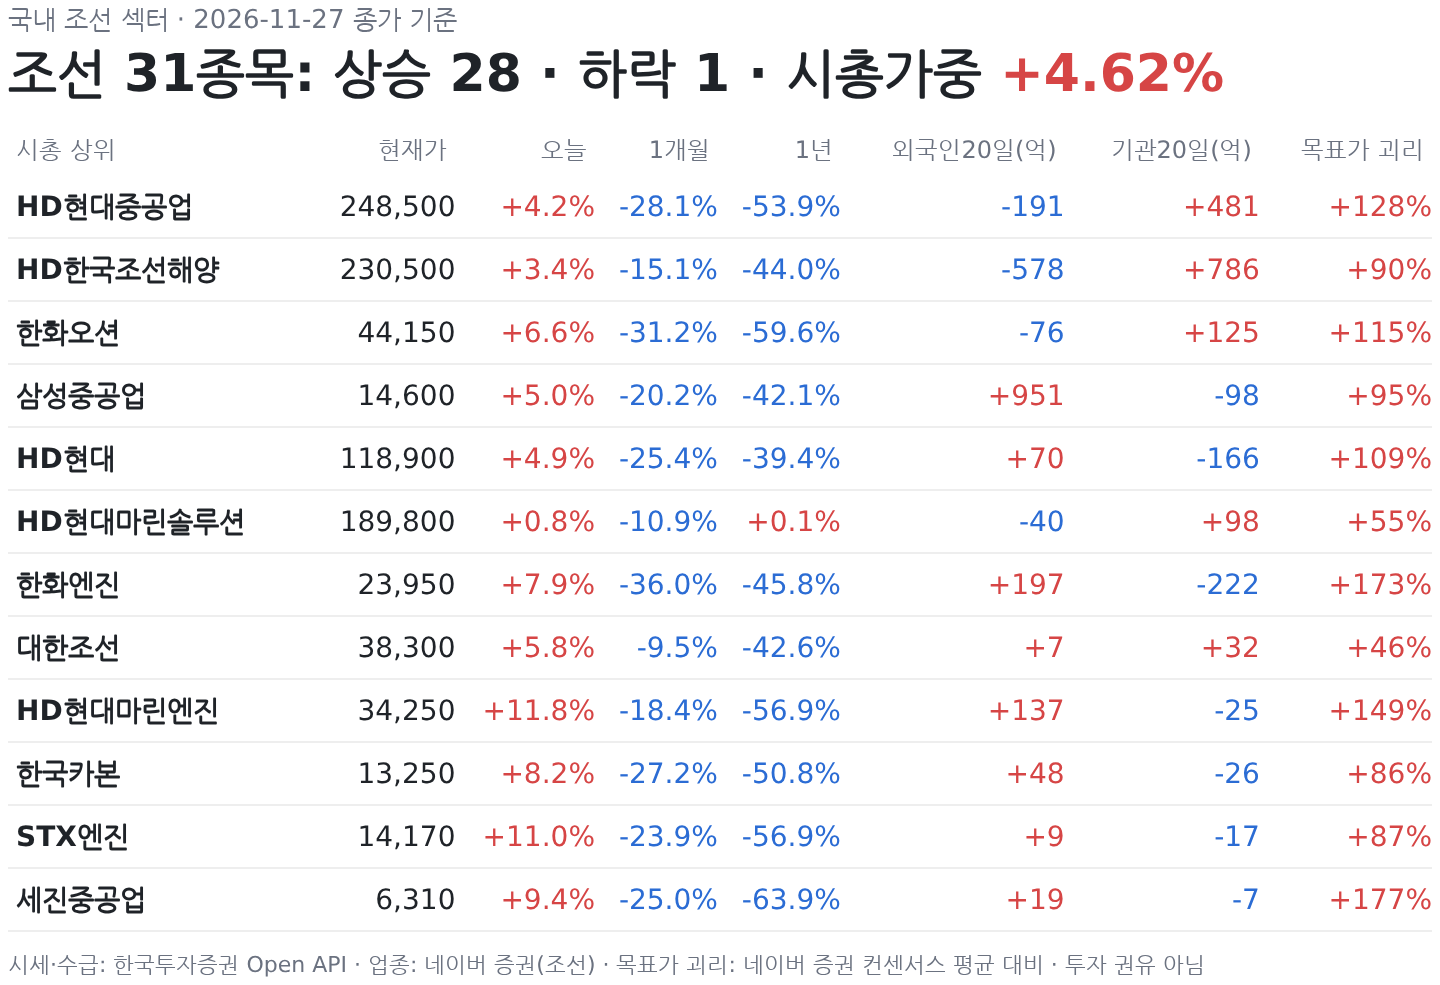 국내 조선 섹터 · 2026-11-27 종가 기준
조선 31종목: 상승 28 · 하락 1 · 시총가중 +4.62%
시총 상위 현재가 오늘 1개월 1년 외국인20일(억) 기관20일(억) 목표가 괴리
HD현대중공업 248,500 +4.2% -28.1% -53.9% -191 +481 +128%
HD한국조선해양 230,500 +3.4% -15.1% -44.0% -578 +786 +90%
한화오션 44,150 +6.6% -31.2% -59.6% -76 +125 +115%
삼성중공업 14,600 +5.0% -20.2% -42.1% +951 -98 +95%
HD현대 118,900 +4.9% -25.4% -39.4% +70 -166 +109%
HD현대마린솔루션 189,800 +0.8% -10.9% +0.1% -40 +98 +55%
한화엔진 23,950 +7.9% -36.0% -45.8% +197 -222 +173%
대한조선 38,300 +5.8% -9.5% -42.6% +7 +32 +46%
HD현대마린엔진 34,250 +11.8% -18.4% -56.9% +137 -25 +149%
한국카본 13,250 +8.2% -27.2% -50.8% +48 -26 +86%
STX엔진 14,170 +11.0% -23.9% -56.9% +9 -17 +87%
세진중공업 6,310 +9.4% -25.0% -63.9% +19 -7 +177%
시세·수급: 한국투자증권 Open API · 업종: 네이버 증권(조선) · 목표가 괴리: 네이버 증권 컨센서스 평균 대비 · 투자 권유 아님